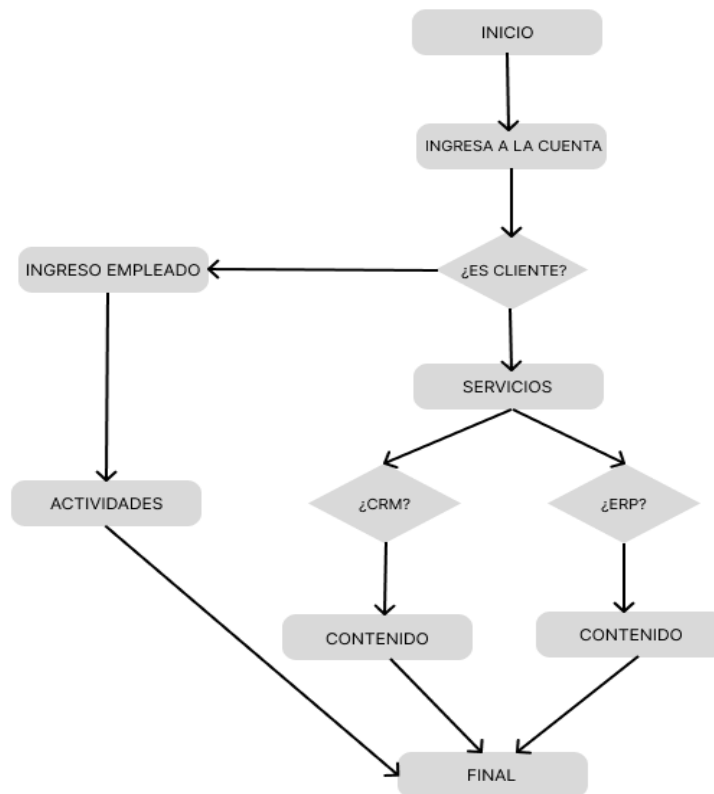 INICIO
INGRESA A LA CUENTA
¿ES CLIENTE?
INGRESO EMPLEADO
SERVICIOS
ACTIVIDADES
¿CRM?
¿ERP?
CONTENIDO
CONTENIDO
FINAL